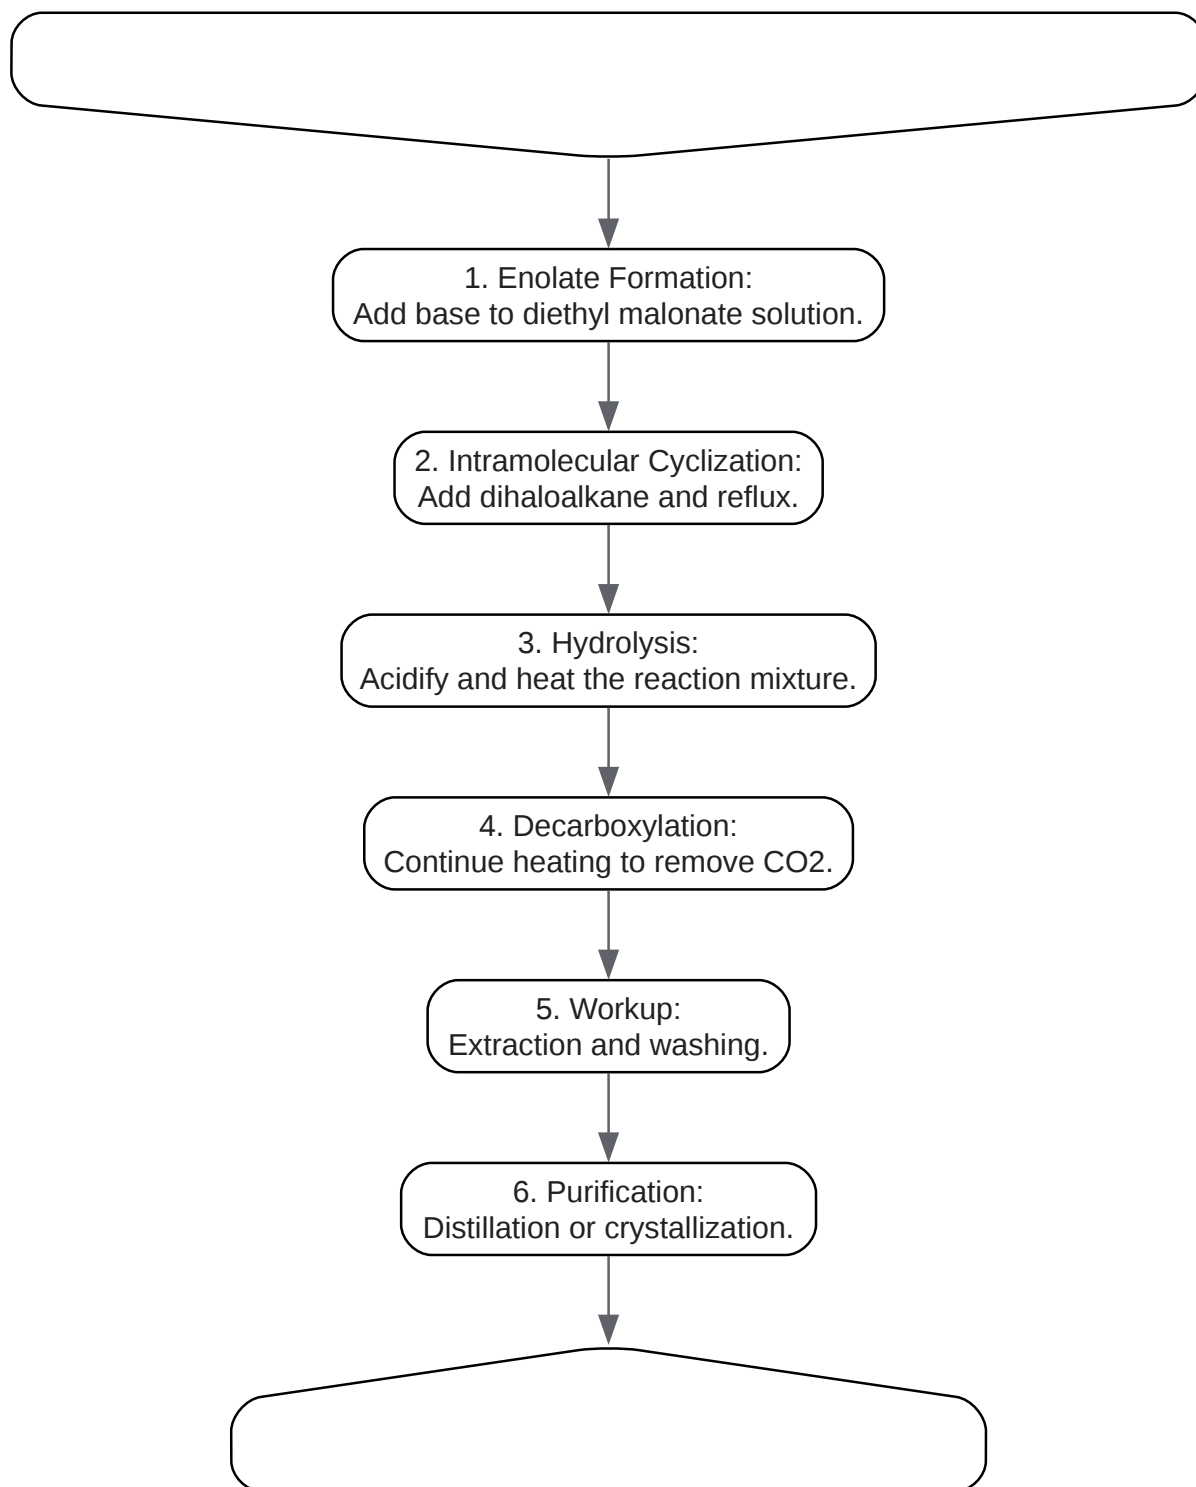 1. Enolate Formation:
Add base to diethyl malonate solution.
2. Intramolecular Cyclization:
Add dihaloalkane and reflux.
3. Hydrolysis:
Acidify and heat the reaction mixture.
4. Decarboxylation:
Continue heating to remove CO2.
5. Workup:
Extraction and washing.
6. Purification:
Distillation or crystallization.